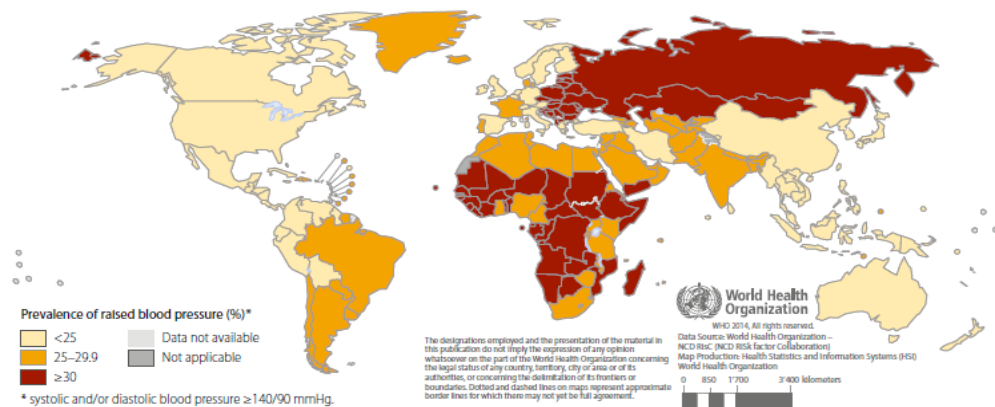 Prevalence of raised blood pressure (%)*
<25
25–29.9
≥30
Data not available
Not applicable
* systolic and/or diastolic blood pressure ≥140/90 mmHg.
The designations employed and the presentation of the material in
this publication do not imply the expression of any opinion
whatsoever on the part of the World Health Organization concerning
the legal status of any country, territory, city or area or of its
authorities, or concerning the delimitation of its frontiers or
boundaries. Dotted and dashed lines on maps represent approximate
border lines for which there may not yet be full agreement.
World Health
Organization
WHO 2014, All rights reserved.
Data Source: World Health Organization –
NCD RisC (NCD RISk factor Collaboration)
Map Production: Health Statistics and Information Systems (HSI)
World Health Organization
0 850 1'700 3'400 kilometers